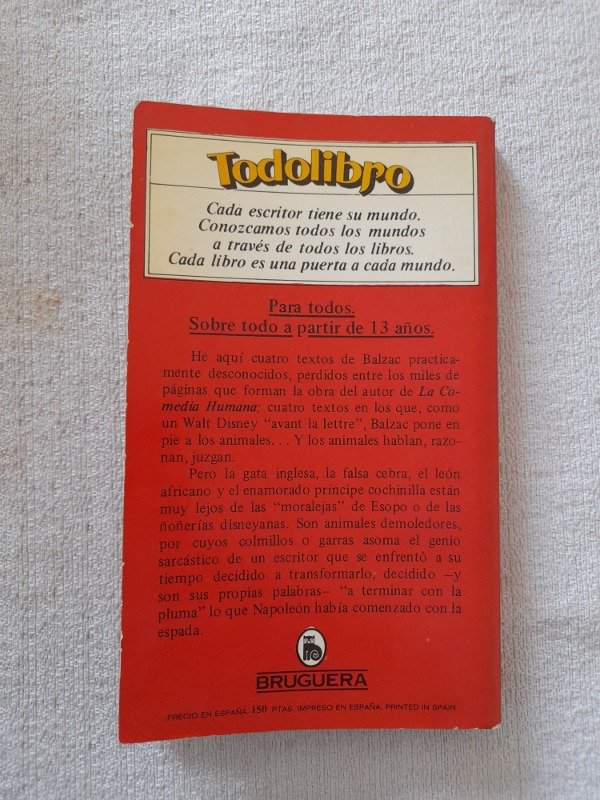 Todolibro
Cada escritor tiene su mundo.
Conozcamos todos los mundos
a través de todos los libros.
Cada libro es una puerta a cada mundo.
Para todos.
Sobre todo a partir de 13 años.
He aquí cuatro textos de Balzac practica-
mente desconocidos, perdidos entre los miles de
páginas que forman la obra del autor de La Co-
media Humana; cuatro textos en los que, como
un Walt Disney "avant la lettre", Balzac pone en
pie a los animales. . . Y los animales hablan, razo-
nan, juzgan.
Pero la gata inglesa, la falsa cebra, el león
africano y el enamorado príncipe cochinilla están
muy lejos de las "moralejas" de Esopo o de las
ñoñerías disneyanas. Son animales demoledores,
por cuyos colmillos o garras asoma el genio
sarcástico de un escritor que se enfrentó a su
tiempo decidido a transformarlo, decidido —y
son sus propias palabras— "a terminar con la
pluma" lo que Napoleón había comenzado con la
espada.
BRUGUERA
PRECIO EN ESPAÑA 150 PTAS. IMPRESO EN ESPAÑA. PRINTED IN SPAIN